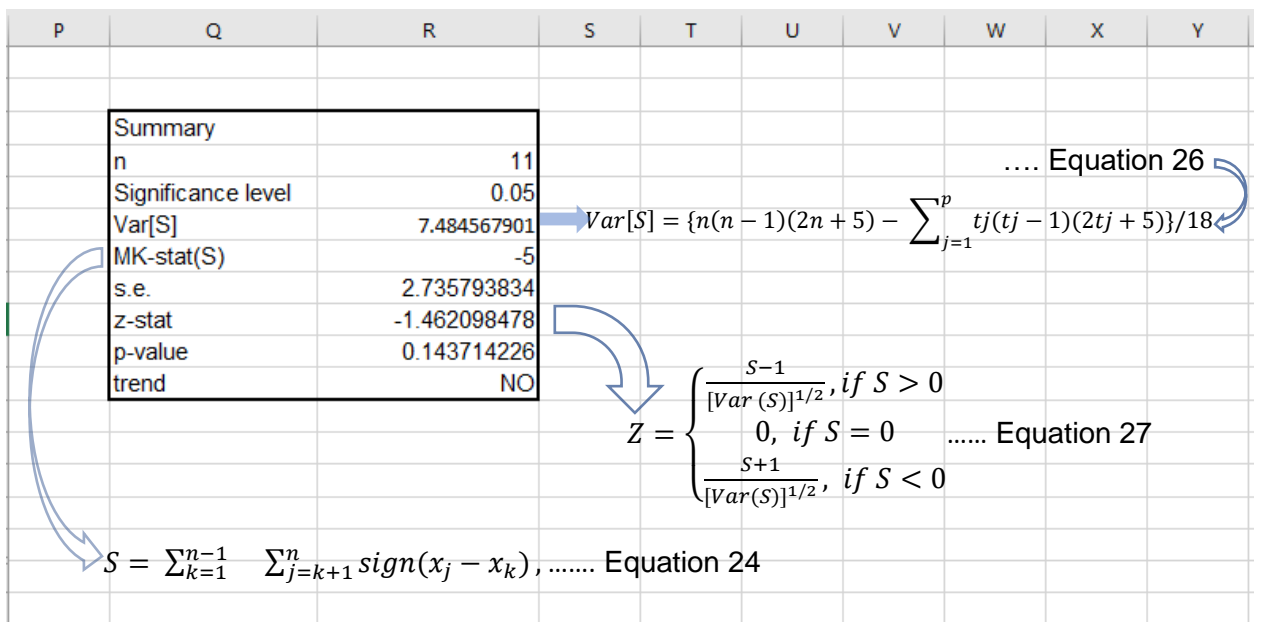 P Q R S T U V W X Y
Summary
n 11
…. Equation 26
Significance level 0.05
Var[S] 7.484567901
Var[S] = {n(n − 1)(2n + 5) − ∑_{j=1}^{p} tj(tj − 1)(2tj + 5)}/18
MK-stat(S) -5
s.e. 2.735793834
z-stat -1.462098478
p-value 0.143714226
trend NO
Z = { \frac{S−1}{[Var (S)]^{1/2}}, if S > 0
0, if S = 0 …… Equation 27
\frac{S+1}{[Var(S)]^{1/2}}, if S < 0
S = ∑_{k=1}^{n−1} ∑_{j=k+1}^{n} sign(x_j − x_k) , ……. Equation 24